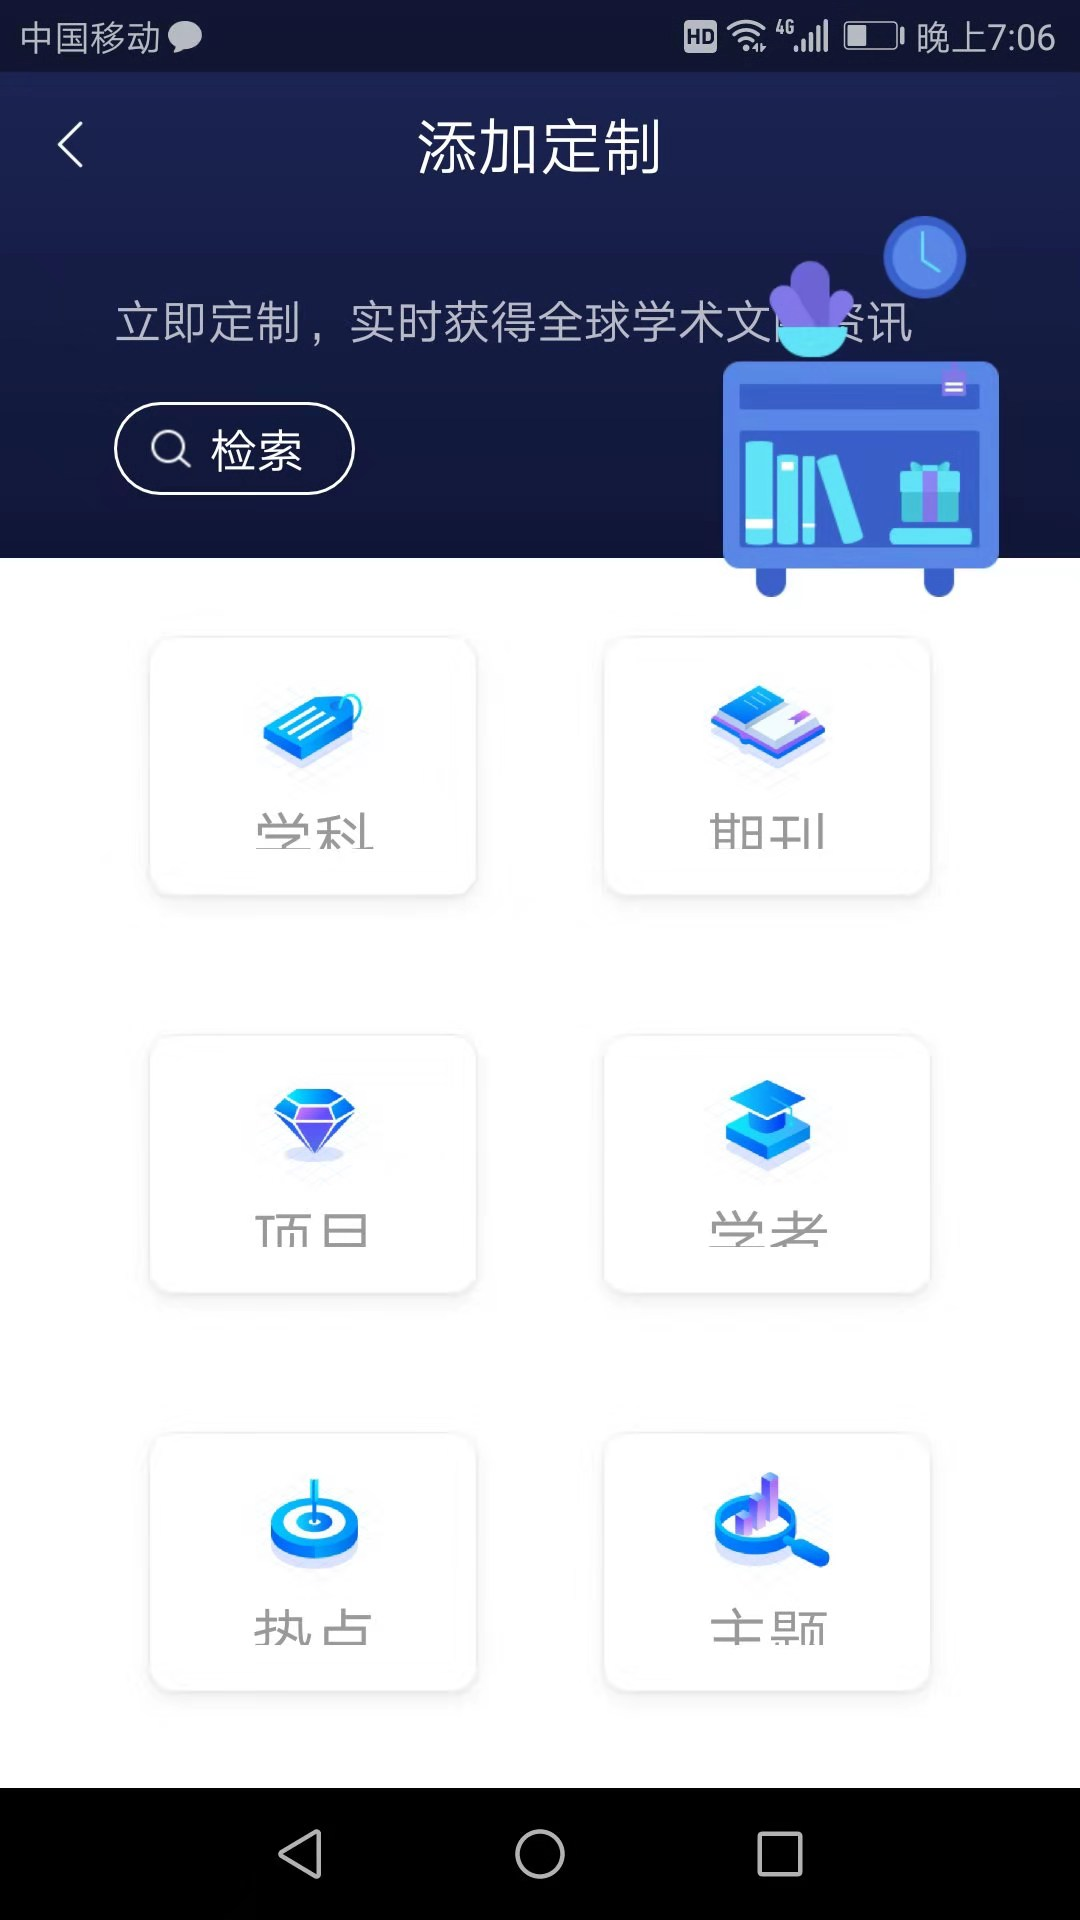 中国移动 HD 4G 晚上7:06
添加定制
立即定制，实时获得全球学术文 资讯
检索
学科 期刊
项目 学者
热点 主题